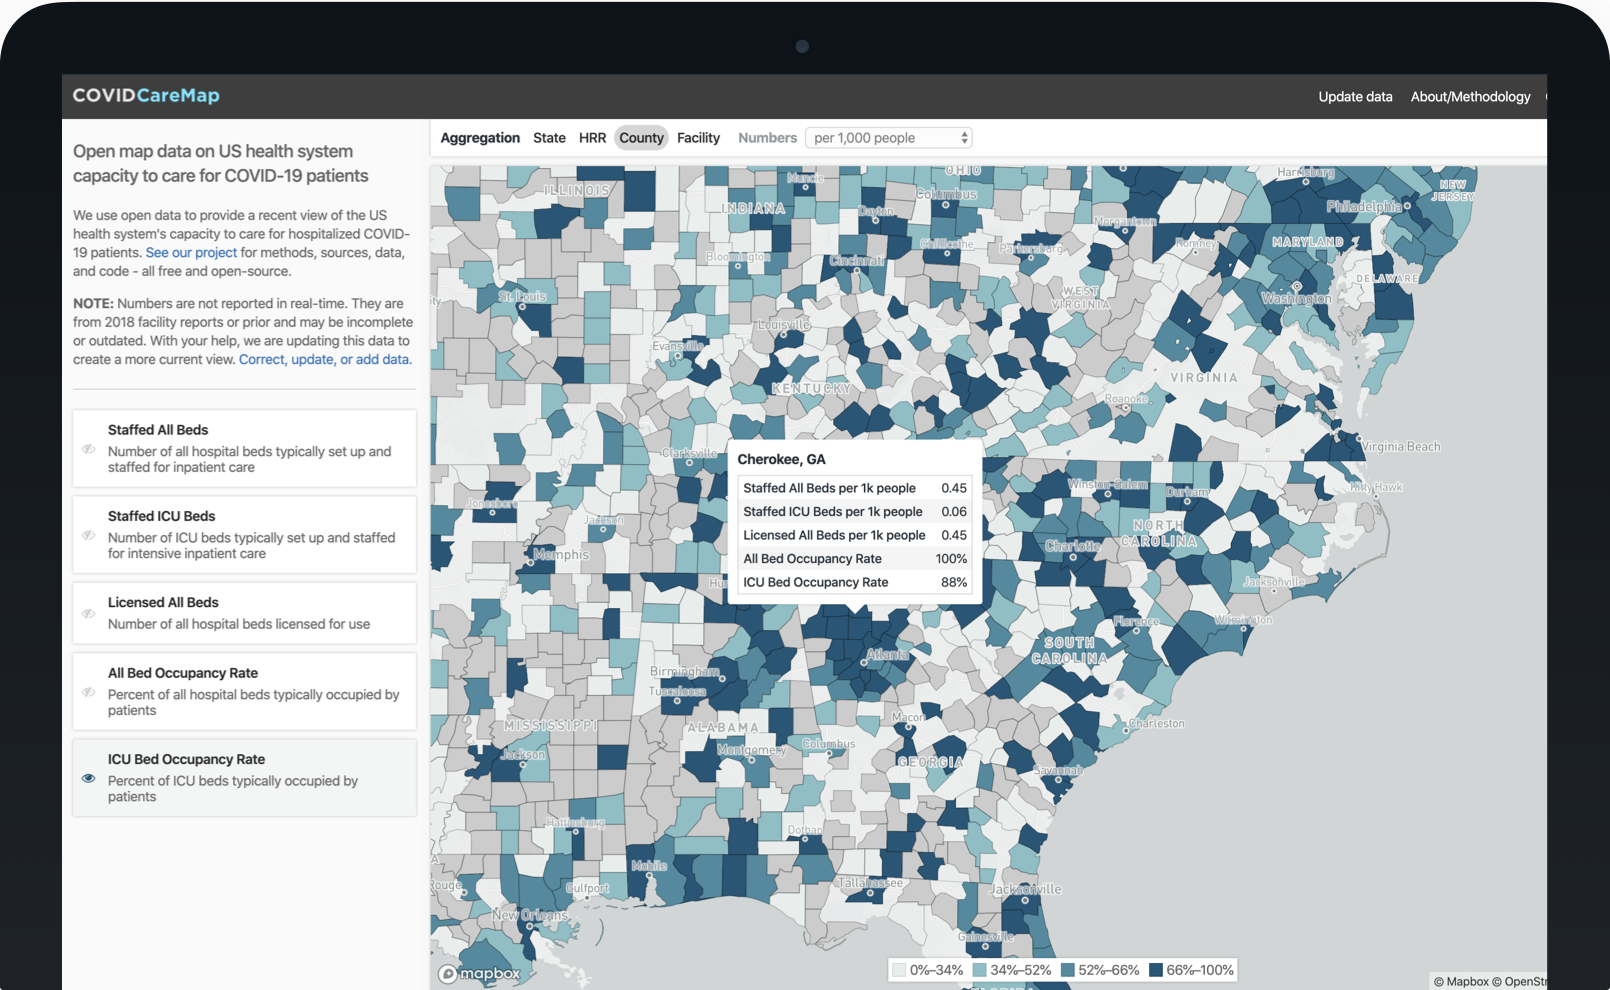 COVIDCareMap
Update data
About/Methodology
Open map data on US health system
capacity to care for COVID-19 patients
We use open data to provide a recent view of the US
health system's capacity to care for hospitalized COVID-
19 patients. See our project for methods, sources, data,
and code - all free and open-source.
NOTE: Numbers are not reported in real-time. They are
from 2018 facility reports or prior and may be incomplete
or outdated. With your help, we are updating this data to
create a more current view. Correct, update, or add data.
Staffed All Beds
Number of all hospital beds typically set up and
staffed for inpatient care
Staffed ICU Beds
Number of ICU beds typically set up and staffed
for intensive inpatient care
Licensed All Beds
Number of all hospital beds licensed for use
All Bed Occupancy Rate
Percent of all hospital beds typically occupied by
patients
ICU Bed Occupancy Rate
Percent of ICU beds typically occupied by
patients
Aggregation State HRR County Facility Numbers per 1,000 people
OHIO
Muncie
Harrisburg
ILLINOIS
NEW
JERSEY
Columbus
INDIANA
Dayton
Philadelphia
Morgantown
Chillicothe
Parkersburg
Romney
MARYLAND
Bloomington
Cincinnati
DELAWARE
WEST
VIRGINIA
St. Louis
Washington
Louisville
Evansville
VIRGINIA
KENTUCKY
Roanoke
Virginia Beach
Clarksville
Cherokee, GA
Staffed All Beds per 1k people 0.45
Staffed ICU Beds per 1k people 0.06
Licensed All Beds per 1k people 0.45
All Bed Occupancy Rate 100%
ICU Bed Occupancy Rate 88%
Winston-Salem
Durham
Kitty Hawk
Jonesboro
Jackson
NORTH
CAROLINA
Charlotte
Memphis
Hu
Jacksonville
Florence
Wilmington
SOUTH
CAROLINA
Atlanta
Birmingham
Tuscaloosa
Macon
Charleston
MISSISSIPPI
ALABAMA
Columbus
Montgomery
Jackson
GEORGIA
Savannah
Hattiesburg
Dothan
Mobile
Rouge
Gulfport
Tallahassee
Jacksonville
New Orleans
Gainesville
mapbox
0%–34% 34%–52% 52%–66% 66%–100%
FLORIDA
© Mapbox © OpenStr